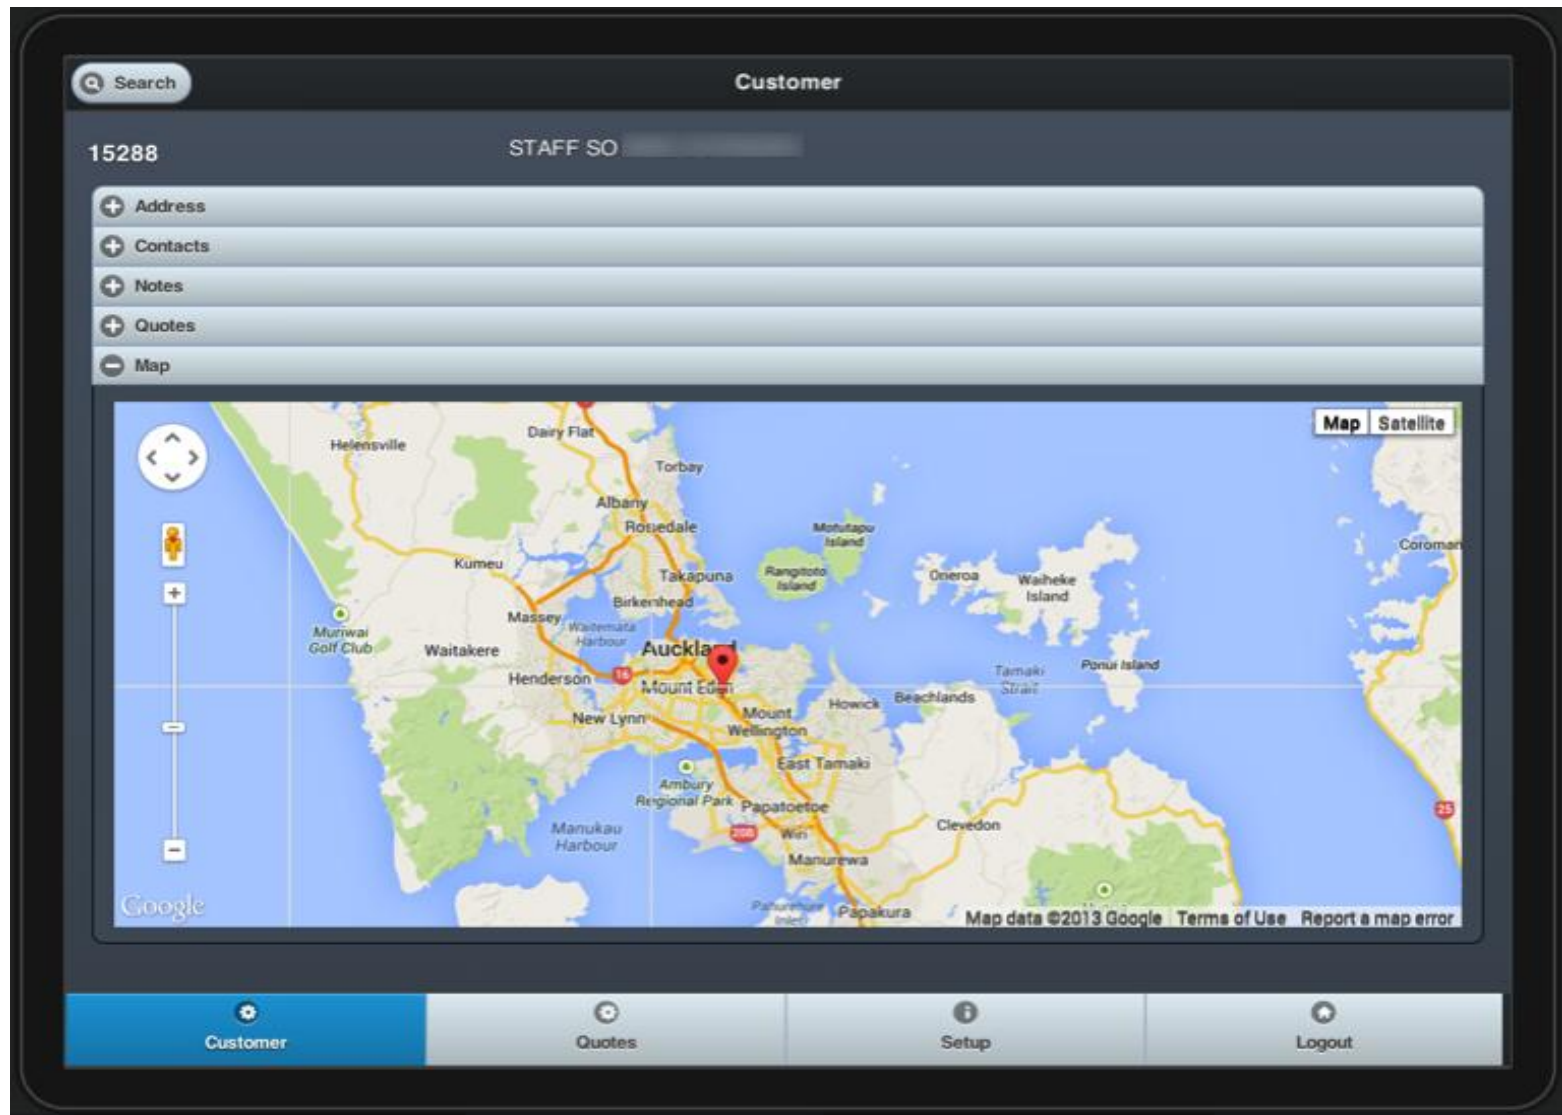 Search
Customer
15288
STAFF SO
Address
Contacts
Notes
Quotes
Map
Map Satellite
Helensville
Dairy Flat
Torbay
Albany
Rosedale
Motutapu
Island
Coroman
Kumeu
Takapuna
Rangitoto
Island
Oneroa
Waiheke
Island
Birkenhead
Massey
Waitemata
Harbour
Muriwai
Golf Club
Waitakere
Auckland
Henderson
16
Mount Eden
Tamaki
Strait
Ponui Island
New Lynn
Mount
Wellington
Howick
Beachlands
East Tamaki
Ambury
Regional Park
Papatoetoe
25
Manukau
Harbour
20B
Wiri
Clevedon
Manurewa
Google
Pahurehure
Inlet
Papakura
Map data ©2013 Google Terms of Use Report a map error
Customer
Quotes
Setup
Logout